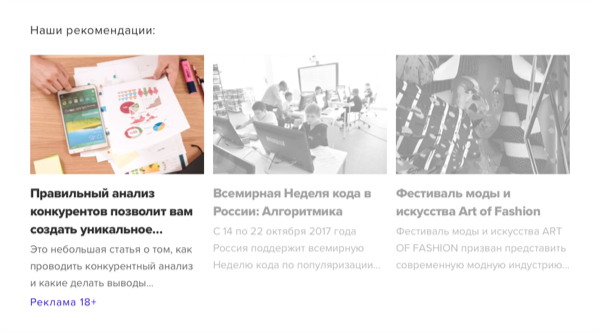 Наши рекомендации:
Правильный анализ
конкурентов позволит вам
создать уникальное...
Это небольшая статья о том, как
проводить конкурентный анализ
и какие делать выводы...
Реклама 18+
Всемирная Неделя кода в
России: Алгоритмика
С 14 по 22 октября 2017 года
Россия поддержит всемирную
Неделю кода по популяризации...
Фестиваль моды и
искусства Art of Fashion
Фестиваль моды и искусства ART
OF FASHION призван представить
современную модную индустрию...